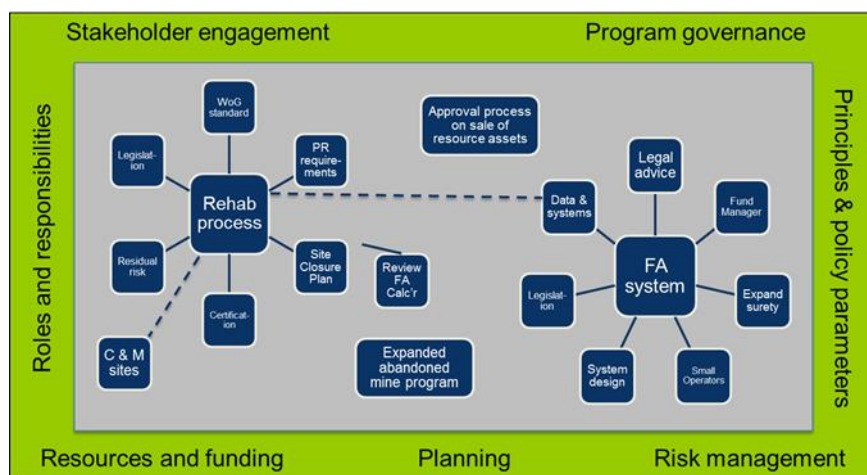 Stakeholder engagement
Program governance
Roles and responsibilities
Principles & policy parameters
WoG
standard
Legislat-
ion
PR
require-
ments
Rehab
process
Residual
risk
Site
Closure
Plan
Certificat-
ion
C & M
sites
Review
FA
Calc'r
Approval process
on sale of
resource assets
Expanded
abandoned
mine program
Legal
advice
Data &
systems
Fund
Manager
FA
system
Legislat-
ion
Expand
surety
System
design
Small
Operators
Resources and funding
Planning
Risk management